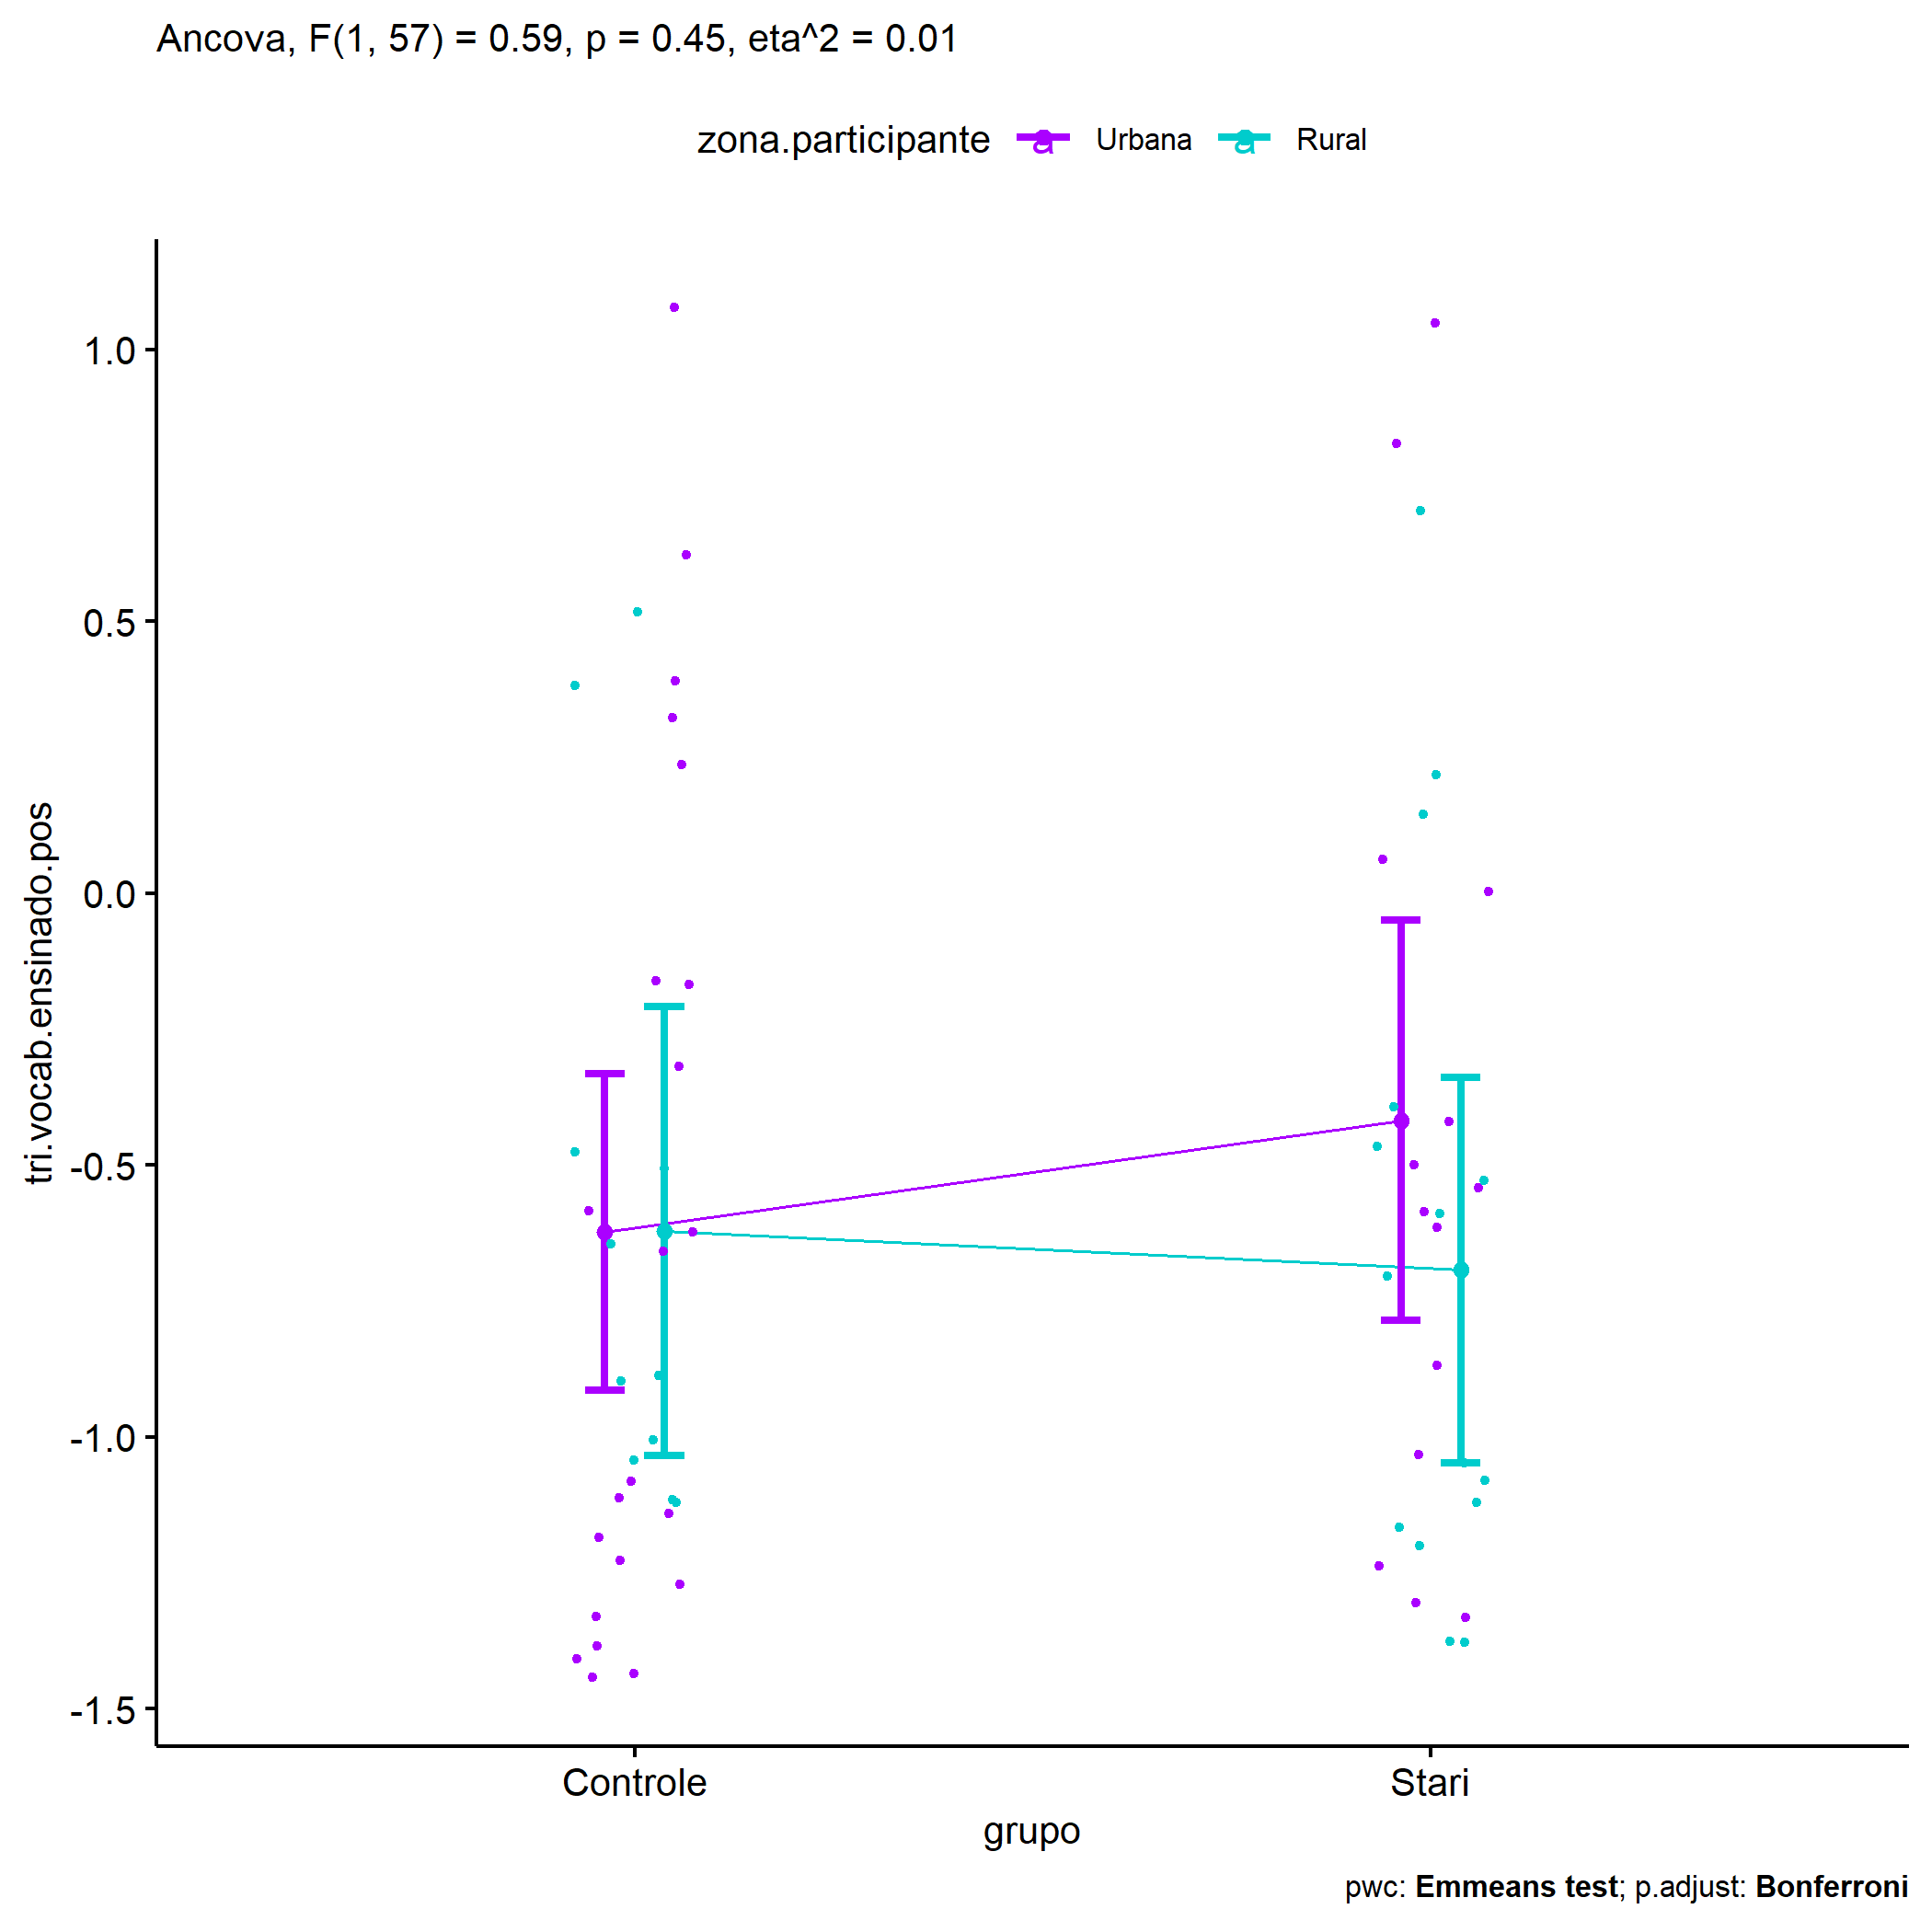 Ancova, F(1, 57) = 0.59, p = 0.45, eta^2 = 0.01
zona.participante a Urbana a Rural
tri.vocab.ensinado.pos
1.0
0.5
0.0
-0.5
-1.0
-1.5
Controle Stari
grupo
pwc: Emmeans test; p.adjust: Bonferroni